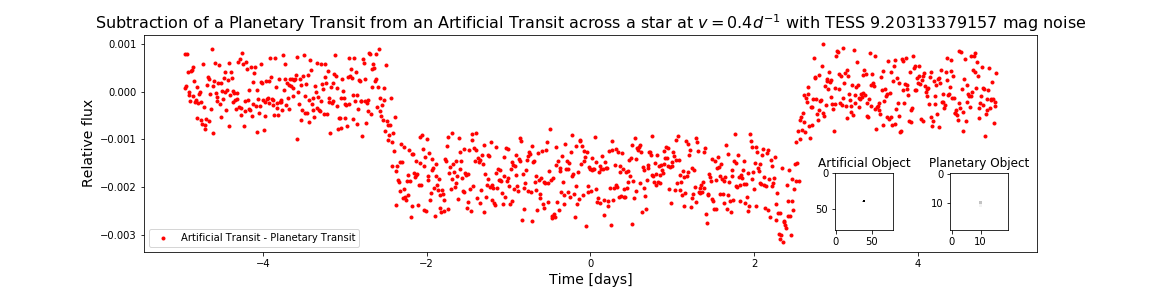 Subtraction of a Planetary Transit from an Artificial Transit across a star at v = 0.4d⁻¹ with TESS 9.20313379157 mag noise
0.001
0.000
−0.001
−0.002
−0.003
Relative flux
Artificial Transit - Planetary Transit
Artificial Object
0
50
0 50
Planetary Object
0
10
0 10
−4 −2 0 2 4
Time [days]